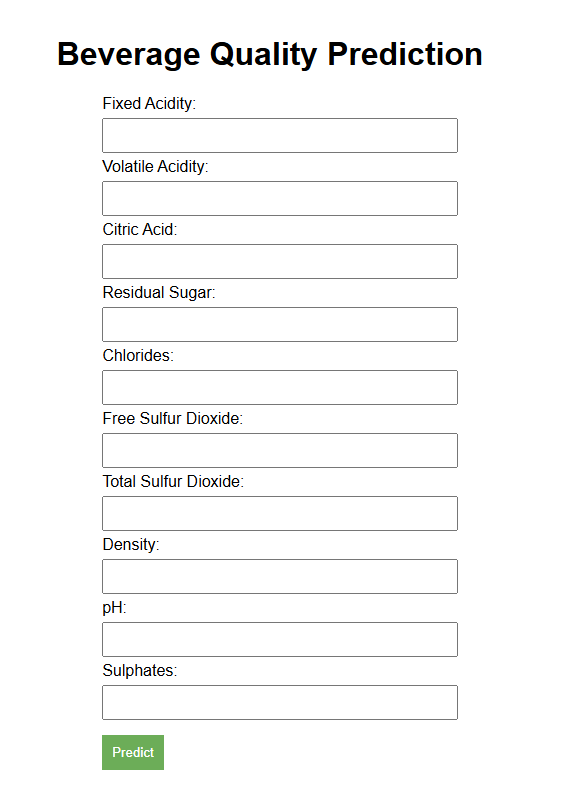 Beverage Quality Prediction
Fixed Acidity:
Volatile Acidity:
Citric Acid:
Residual Sugar:
Chlorides:
Free Sulfur Dioxide:
Total Sulfur Dioxide:
Density:
pH:
Sulphates:
Predict